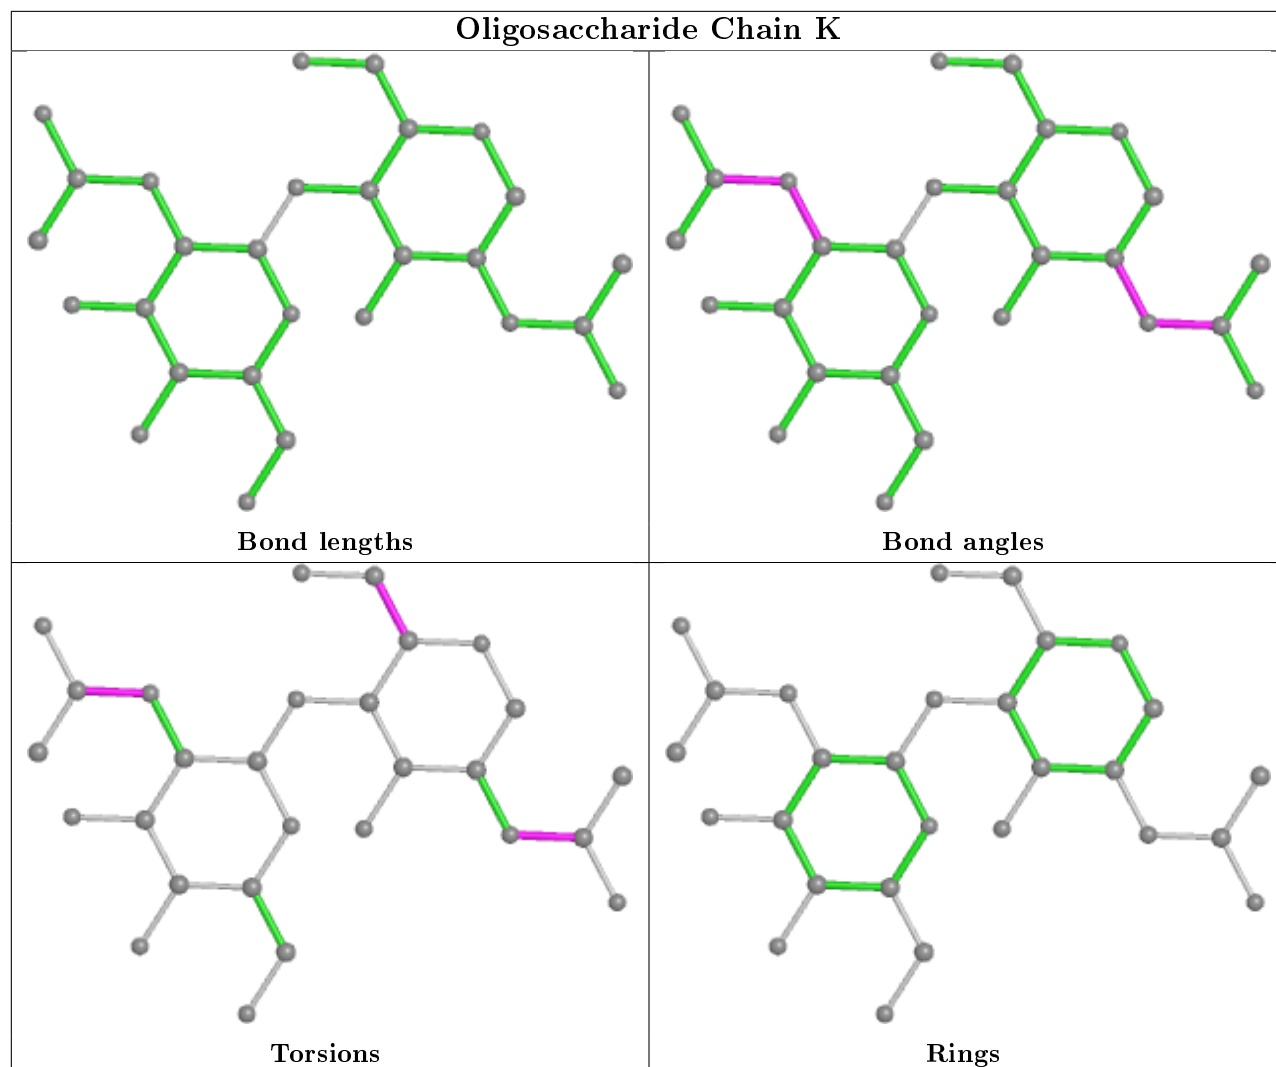 Oligosaccharide Chain K
Bond lengths
Bond angles
Torsions
Rings